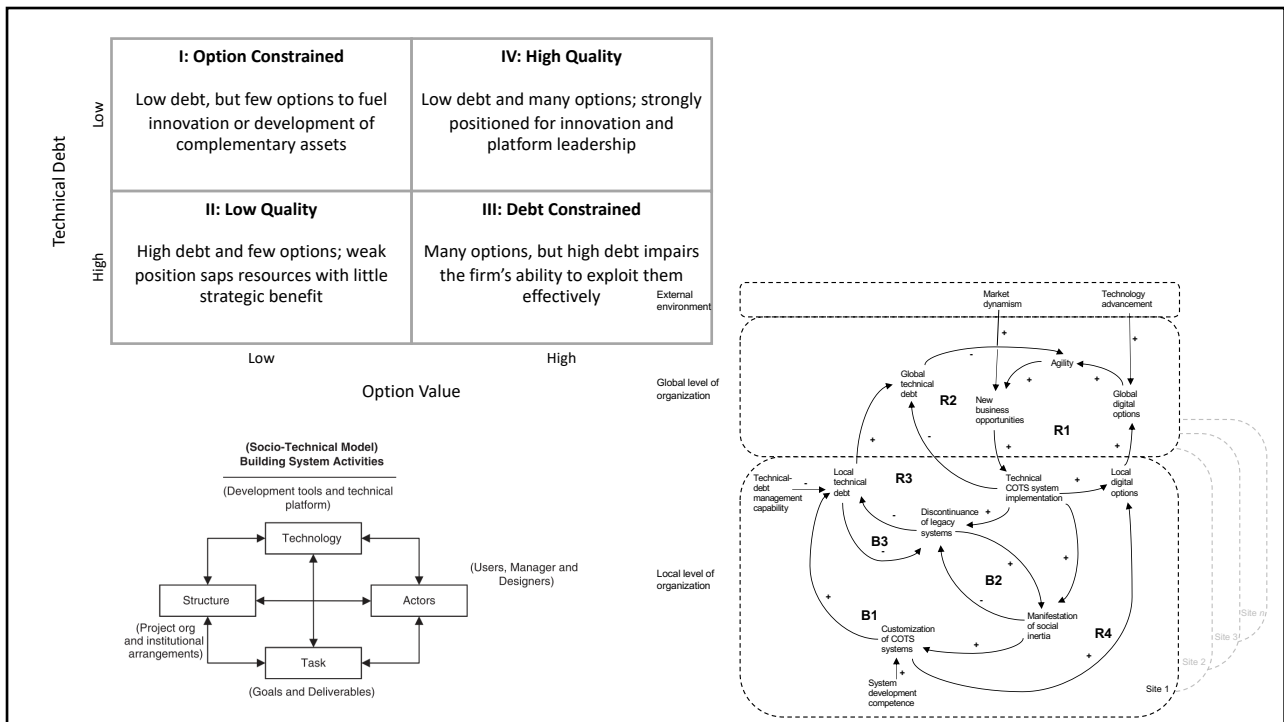 I: Option Constrained
Low debt, but few options to fuel
innovation or development of
complementary assets
IV: High Quality
Low debt and many options; strongly
positioned for innovation and
platform leadership
II: Low Quality
High debt and few options; weak
position saps resources with little
strategic benefit
III: Debt Constrained
Many options, but high debt impairs
the firm's ability to exploit them
effectively
Technical Debt
Low
High
Low
High
Option Value
(Socio-Technical Model)
Building System Activities
(Development tools and technical
platform)
Technology
(Users, Manager and
Designers)
Structure
Actors
(Project org
and institutional
arrangements)
Task
(Goals and Deliverables)
External
environment
Market
dynamism
Technology
advancement
+
+
-
Agility
Global level of
organization
Global
technical
debt
R2
+
+
New
business
opportunities
Global
digital
options
R1
+
-
+
+
Technical-
debt
management
capability
-
Local
technical
debt
R3
Technical
COTS system
implementation
+
Local
digital
options
Discontinuance
of legacy
systems
+
-
B3
-
+
+
Local level of
organization
B2
-
+
B1
Manifestation
of social
inertia
Customization
of COTS
systems
+
R4
+
System
development
competence
+
Site 1
Site 2
Site 3
Site n